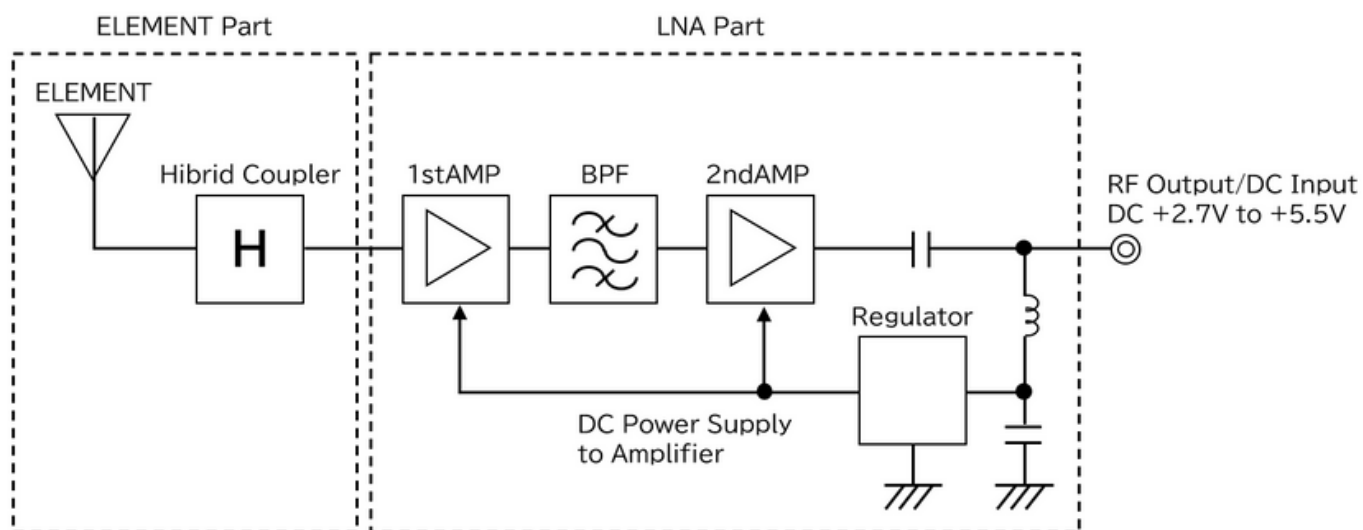 ELEMENT Part
LNA Part
ELEMENT
Hibrid Coupler
1stAMP
BPF
2ndAMP
RF Output/DC Input
DC +2.7V to +5.5V
H
Regulator
DC Power Supply
to Amplifier